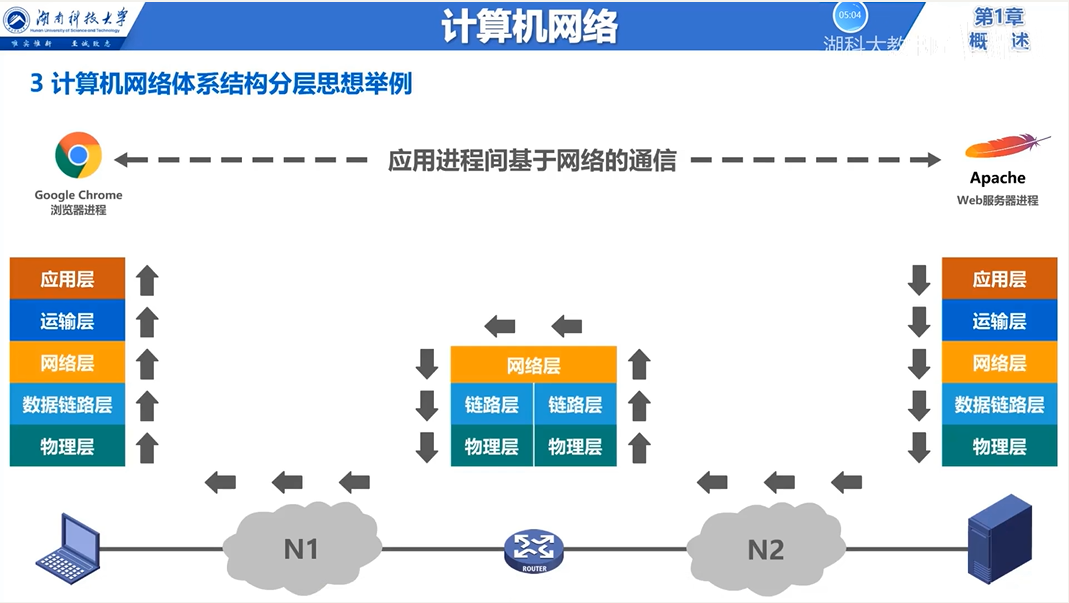 湖南科技大学
Hunan University of Science and Technology
唯实惟新 至诚致志
计算机网络
05:04
第1章
概 述
湖科大教
3 计算机网络体系结构分层思想举例
应用进程间基于网络的通信
Google Chrome
浏览器进程
Apache
Web服务器进程
应用层
运输层
网络层
数据链路层
物理层
网络层
链路层 链路层
物理层 物理层
应用层
运输层
网络层
数据链路层
物理层
N1
ROUTER
N2